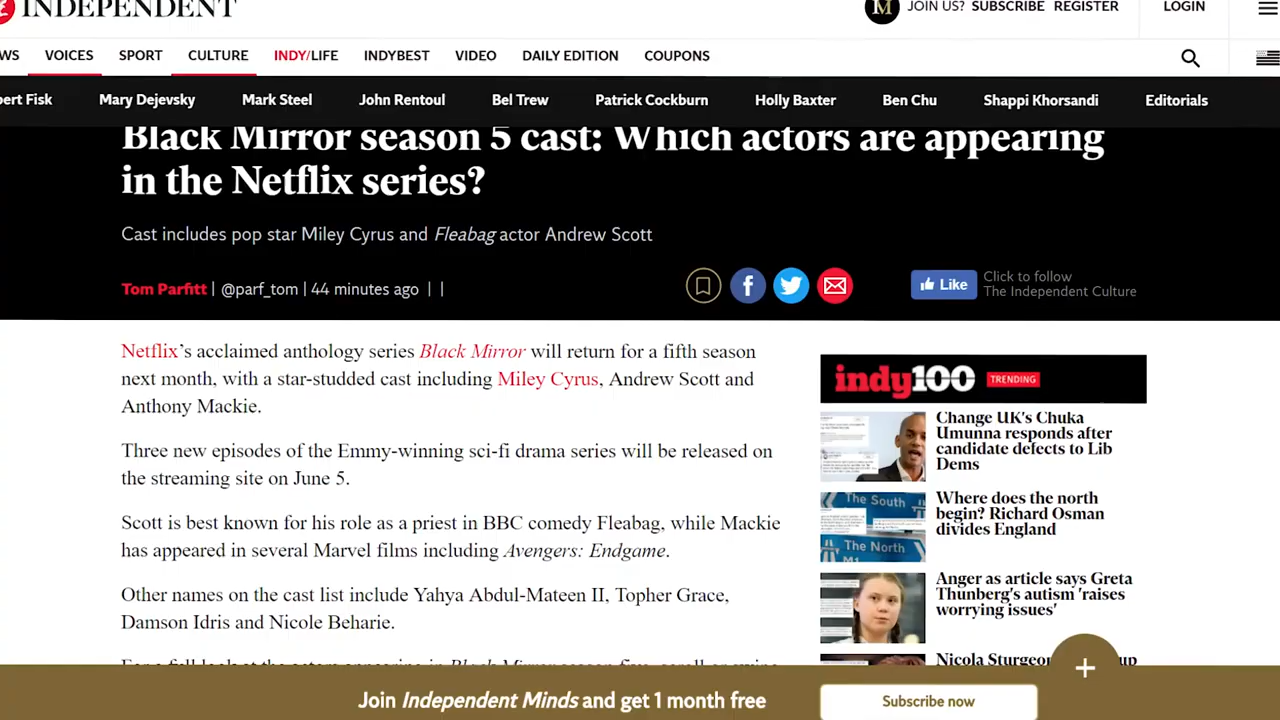 INDEPENDENT
JOIN US? SUBSCRIBE REGISTER LOGIN
WS VOICES SPORT CULTURE INDY/LIFE INDYBEST VIDEO DAILY EDITION COUPONS
bert Fisk Mary Dejevsky Mark Steel John Rentoul Bel Trew Patrick Cockburn Holly Baxter Ben Chu Shappi Khorsandi Editorials
Black Mirror season 5 cast: Which actors are appearing
in the Netflix series?
Cast includes pop star Miley Cyrus and Fleabag actor Andrew Scott
Tom Parfitt | @parf_tom | 44 minutes ago | |
Like
Click to follow
The Independent Culture
Netflix's acclaimed anthology series Black Mirror will return for a fifth season
next month, with a star-studded cast including Miley Cyrus, Andrew Scott and
Anthony Mackie.
Three new episodes of the Emmy-winning sci-fi drama series will be released on
the streaming site on June 5.
Scott is best known for his role as a priest in BBC comedy Fleabag, while Mackie
has appeared in several Marvel films including Avengers: Endgame.
Other names on the cast list include Yahya Abdul-Mateen II, Topher Grace,
Damson Idris and Nicole Beharie.
indy100 TRENDING
Change UK's Chuka
Umunna responds after
candidate defects to Lib
Dems
The South
The North
Where does the north
begin? Richard Osman
divides England
Anger as article says Greta
Thunberg's autism 'raises
worrying issues'
Nicola Sturgeon up
Join Independent Minds and get 1 month free
Subscribe now